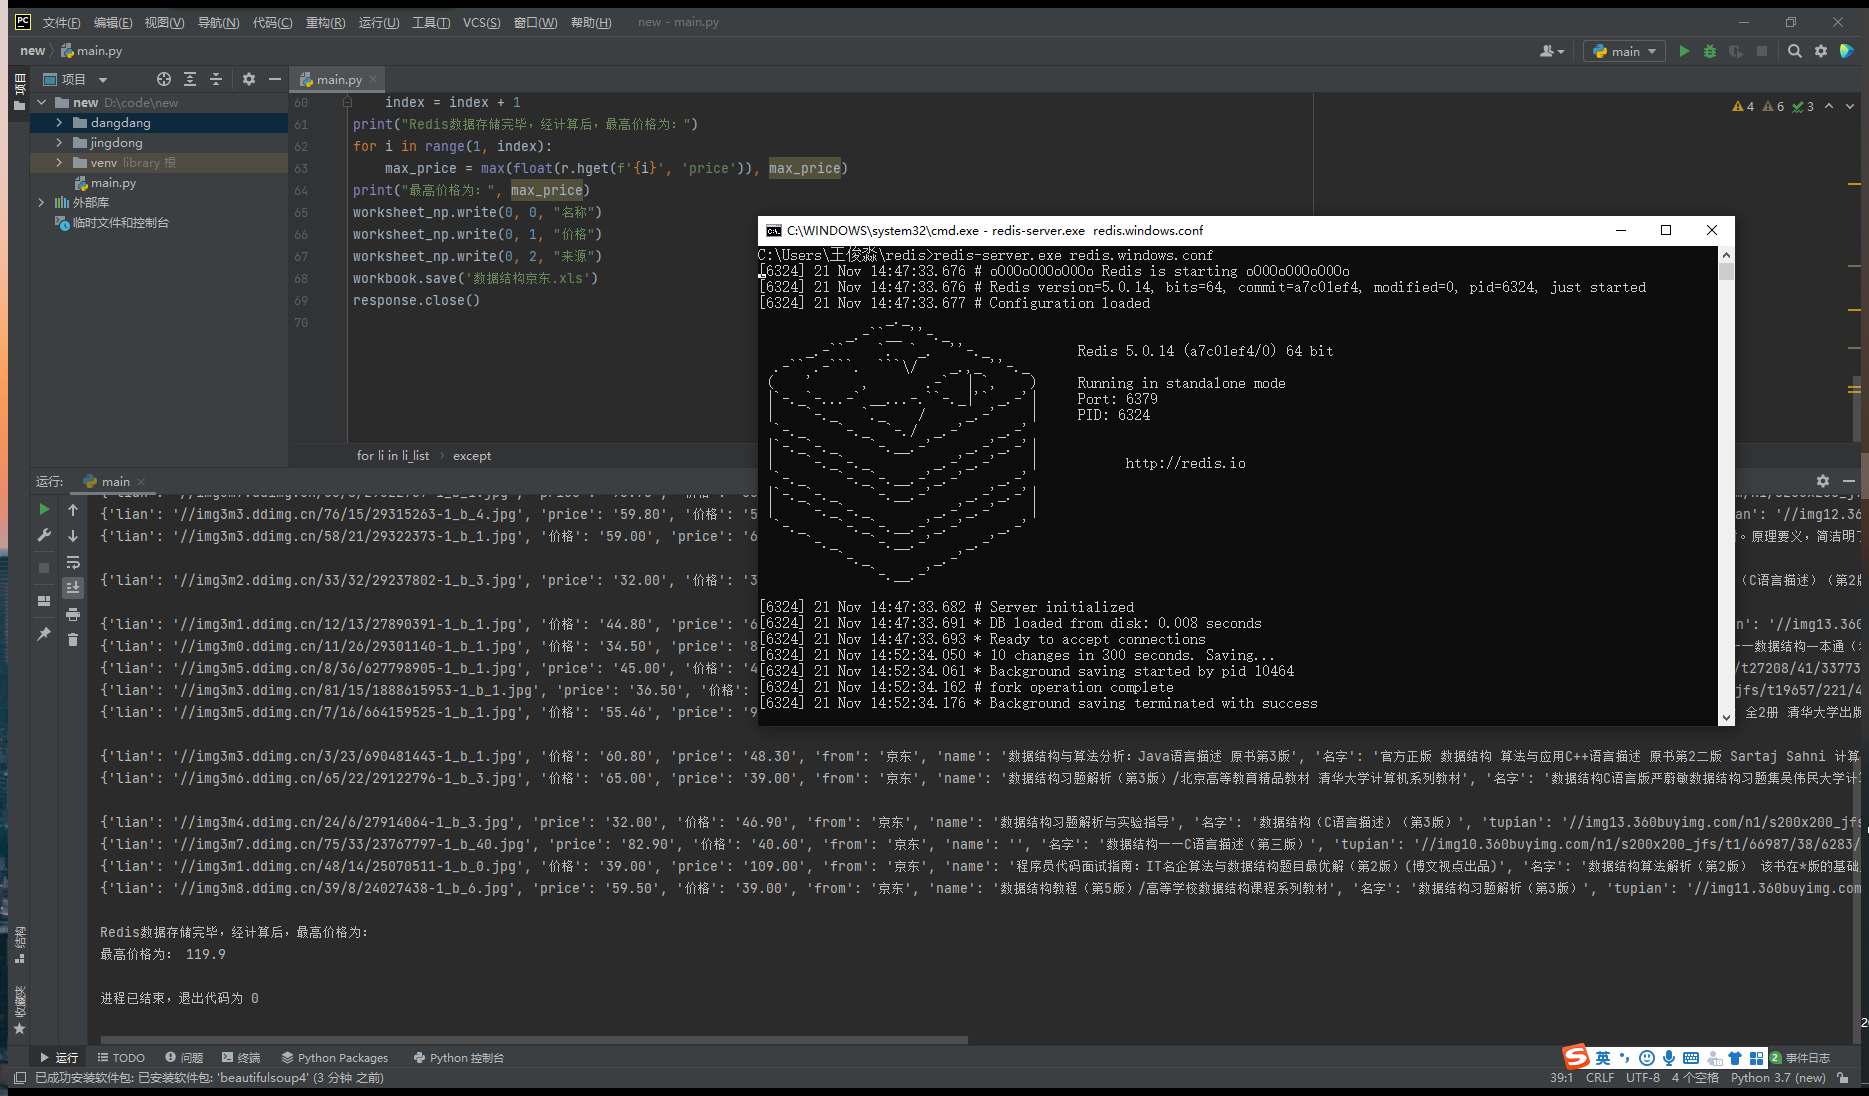 文件(F) 编辑(E) 视图(V) 导航(N) 代码(C) 重构(R) 运行(U) 工具(T) VCS(S) 窗口(W) 帮助(H) new - main.py
new main.py main
项目 main.py
new D:\code\new
dangdang
jingdong
venv library 根
main.py
外部库
临时文件和控制台
4 6 3
60 index = index + 1
61 print("Redis数据存储完毕，经计算后，最高价格为：")
62 for i in range(1, index):
63 max_price = max(float(r.hget(f'{i}', 'price')), max_price)
64 print("最高价格为：", max_price)
65 worksheet_np.write(0, 0, "名称")
66 worksheet_np.write(0, 1, "价格")
67 worksheet_np.write(0, 2, "来源")
68 workbook.save('数据结构京东.xls')
69 response.close()
70
for li in li_list except
C:\WINDOWS\system32\cmd.exe - redis-server.exe redis.windows.conf
C:\Users\王俊淼\redis>redis-server.exe redis.windows.conf
[6324] 21 Nov 14:47:33.676 # oO0OoO0OoO0Oo Redis is starting oO0OoO0OoO0Oo
[6324] 21 Nov 14:47:33.676 # Redis version=5.0.14, bits=64, commit=a7c01ef4, modified=0, pid=6324, just started
[6324] 21 Nov 14:47:33.677 # Configuration loaded
Redis 5.0.14 (a7c01ef4/0) 64 bit
Running in standalone mode
Port: 6379
PID: 6324
http://redis.io
[6324] 21 Nov 14:47:33.682 # Server initialized
[6324] 21 Nov 14:47:33.691 * DB loaded from disk: 0.008 seconds
[6324] 21 Nov 14:47:33.693 * Ready to accept connections
[6324] 21 Nov 14:52:34.050 * 10 changes in 300 seconds. Saving...
[6324] 21 Nov 14:52:34.061 * Background saving started by pid 10464
[6324] 21 Nov 14:52:34.162 # fork operation complete
[6324] 21 Nov 14:52:34.176 * Background saving terminated with success
运行: main
{'lian': '//img3m3.ddimg.cn/76/15/29315263-1_b_4.jpg', 'price': '59.80', '价格': '5 an': '//img12.36
{'lian': '//img3m3.ddimg.cn/58/21/29322373-1_b_1.jpg', '价格': '59.00', 'price': '6 。原理要义，简洁明了
{'lian': '//img3m2.ddimg.cn/33/32/29237802-1_b_3.jpg', 'price': '32.00', '价格': '3 （C语言描述）（第2版
{'lian': '//img3m1.ddimg.cn/12/13/27890391-1_b_1.jpg', '价格': '44.80', 'price': '6 n': '//img13.360
{'lian': '//img3m0.ddimg.cn/11/26/29301140-1_b_1.jpg', '价格': '34.50', 'price': '8 ——数据结构一本通（
{'lian': '//img3m5.ddimg.cn/8/36/627798905-1_b_1.jpg', 'price': '45.00', '价格': '4 /t27208/41/33773
{'lian': '//img3m3.ddimg.cn/81/15/1888615953-1_b_1.jpg', 'price': '36.50', '价格': jfs/t19657/221/4
{'lian': '//img3m5.ddimg.cn/7/16/664159525-1_b_1.jpg', '价格': '55.46', 'price': '9 全2册 清华大学出版
{'lian': '//img3m3.ddimg.cn/3/23/690481443-1_b_1.jpg', '价格': '60.80', 'price': '48.30', 'from': '京东', 'name': '数据结构与算法分析：Java语言描述 原书第3版', '名字': '官方正版 数据结构 算法与应用C++语言描述 原书第2二版 Sartaj Sahni 计算
{'lian': '//img3m6.ddimg.cn/65/22/29122796-1_b_3.jpg', '价格': '65.00', 'price': '39.00', 'from': '京东', 'name': '数据结构习题解析（第3版）/北京高等教育精品教材 清华大学计算机系列教材', '名字': '数据结构C语言版严蔚敏数据结构习题集吴伟民大学计
{'lian': '//img3m4.ddimg.cn/24/6/27914064-1_b_3.jpg', 'price': '32.00', '价格': '46.90', 'from': '京东', 'name': '数据结构习题解析与实验指导', '名字': '数据结构（C语言描述）（第3版）', 'tupian': '//img13.360buyimg.com/n1/s200x200_jfs
{'lian': '//img3m7.ddimg.cn/75/33/23767797-1_b_40.jpg', 'price': '82.90', '价格': '40.60', 'from': '京东', 'name': '', '名字': '数据结构——C语言描述（第三版）', 'tupian': '//img10.360buyimg.com/n1/s200x200_jfs/t1/66987/38/6283/
{'lian': '//img3m1.ddimg.cn/48/14/25070511-1_b_0.jpg', '价格': '39.00', 'price': '109.00', 'from': '京东', 'name': '程序员代码面试指南：IT名企算法与数据结构题目最优解（第2版）(博文视点出品)', '名字': '数据结构算法解析（第2版） 该书在*版的基础
{'lian': '//img3m8.ddimg.cn/39/8/24027438-1_b_6.jpg', 'price': '59.50', '价格': '39.00', 'from': '京东', 'name': '数据结构教程（第5版）/高等学校数据结构课程系列教材', '名字': '数据结构习题解析（第3版）', 'tupian': '//img11.360buyimg.com
Redis数据存储完毕，经计算后，最高价格为：
最高价格为： 119.9
进程已结束，退出代码为 0
项目
结构
收藏夹
运行 TODO 问题 终端 Python Packages Python 控制台 英 2 事件日志
已成功安装软件包: 已安装软件包: 'beautifulsoup4' (3 分钟 之前) 39:1 CRLF UTF-8 4 个空格 Python 3.7 (new)